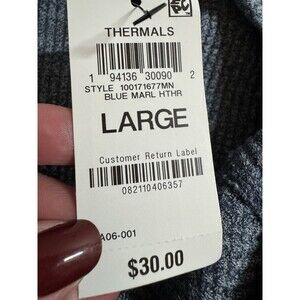 THERMALS
1 94136 30090 2
STYLE 100171677MN
BLUE MARL HTHR
LARGE
Customer Return Label
082110406357
A06-001
$30.00